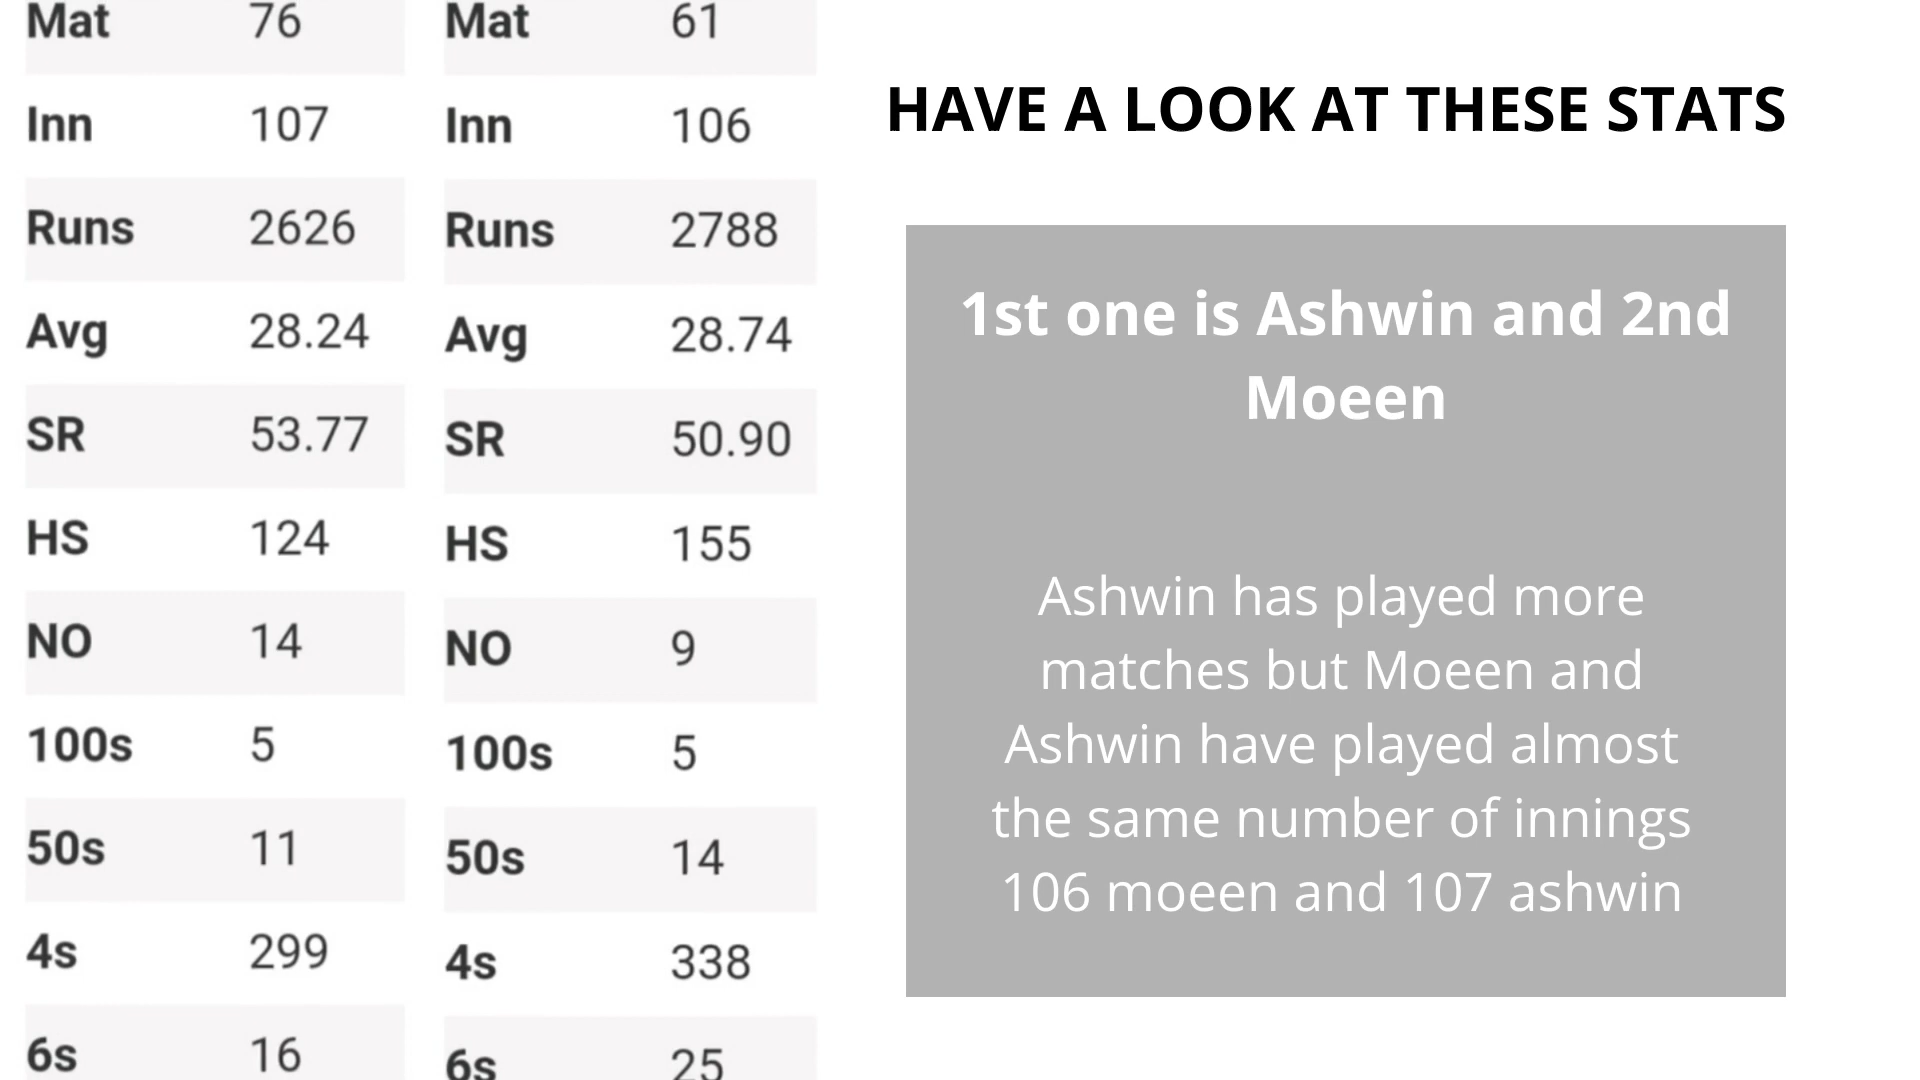 Mat 76
Inn 107
Runs 2626
Avg 28.24
SR 53.77
HS 124
NO 14
100s 5
50s 11
4s 299
6s 16
Mat 61
Inn 106
Runs 2788
Avg 28.74
SR 50.90
HS 155
NO 9
100s 5
50s 14
4s 338
6s 25
HAVE A LOOK AT THESE STATS
1st one is Ashwin and 2nd
Moeen
Ashwin has played more
matches but Moeen and
Ashwin have played almost
the same number of innings
106 moeen and 107 ashwin